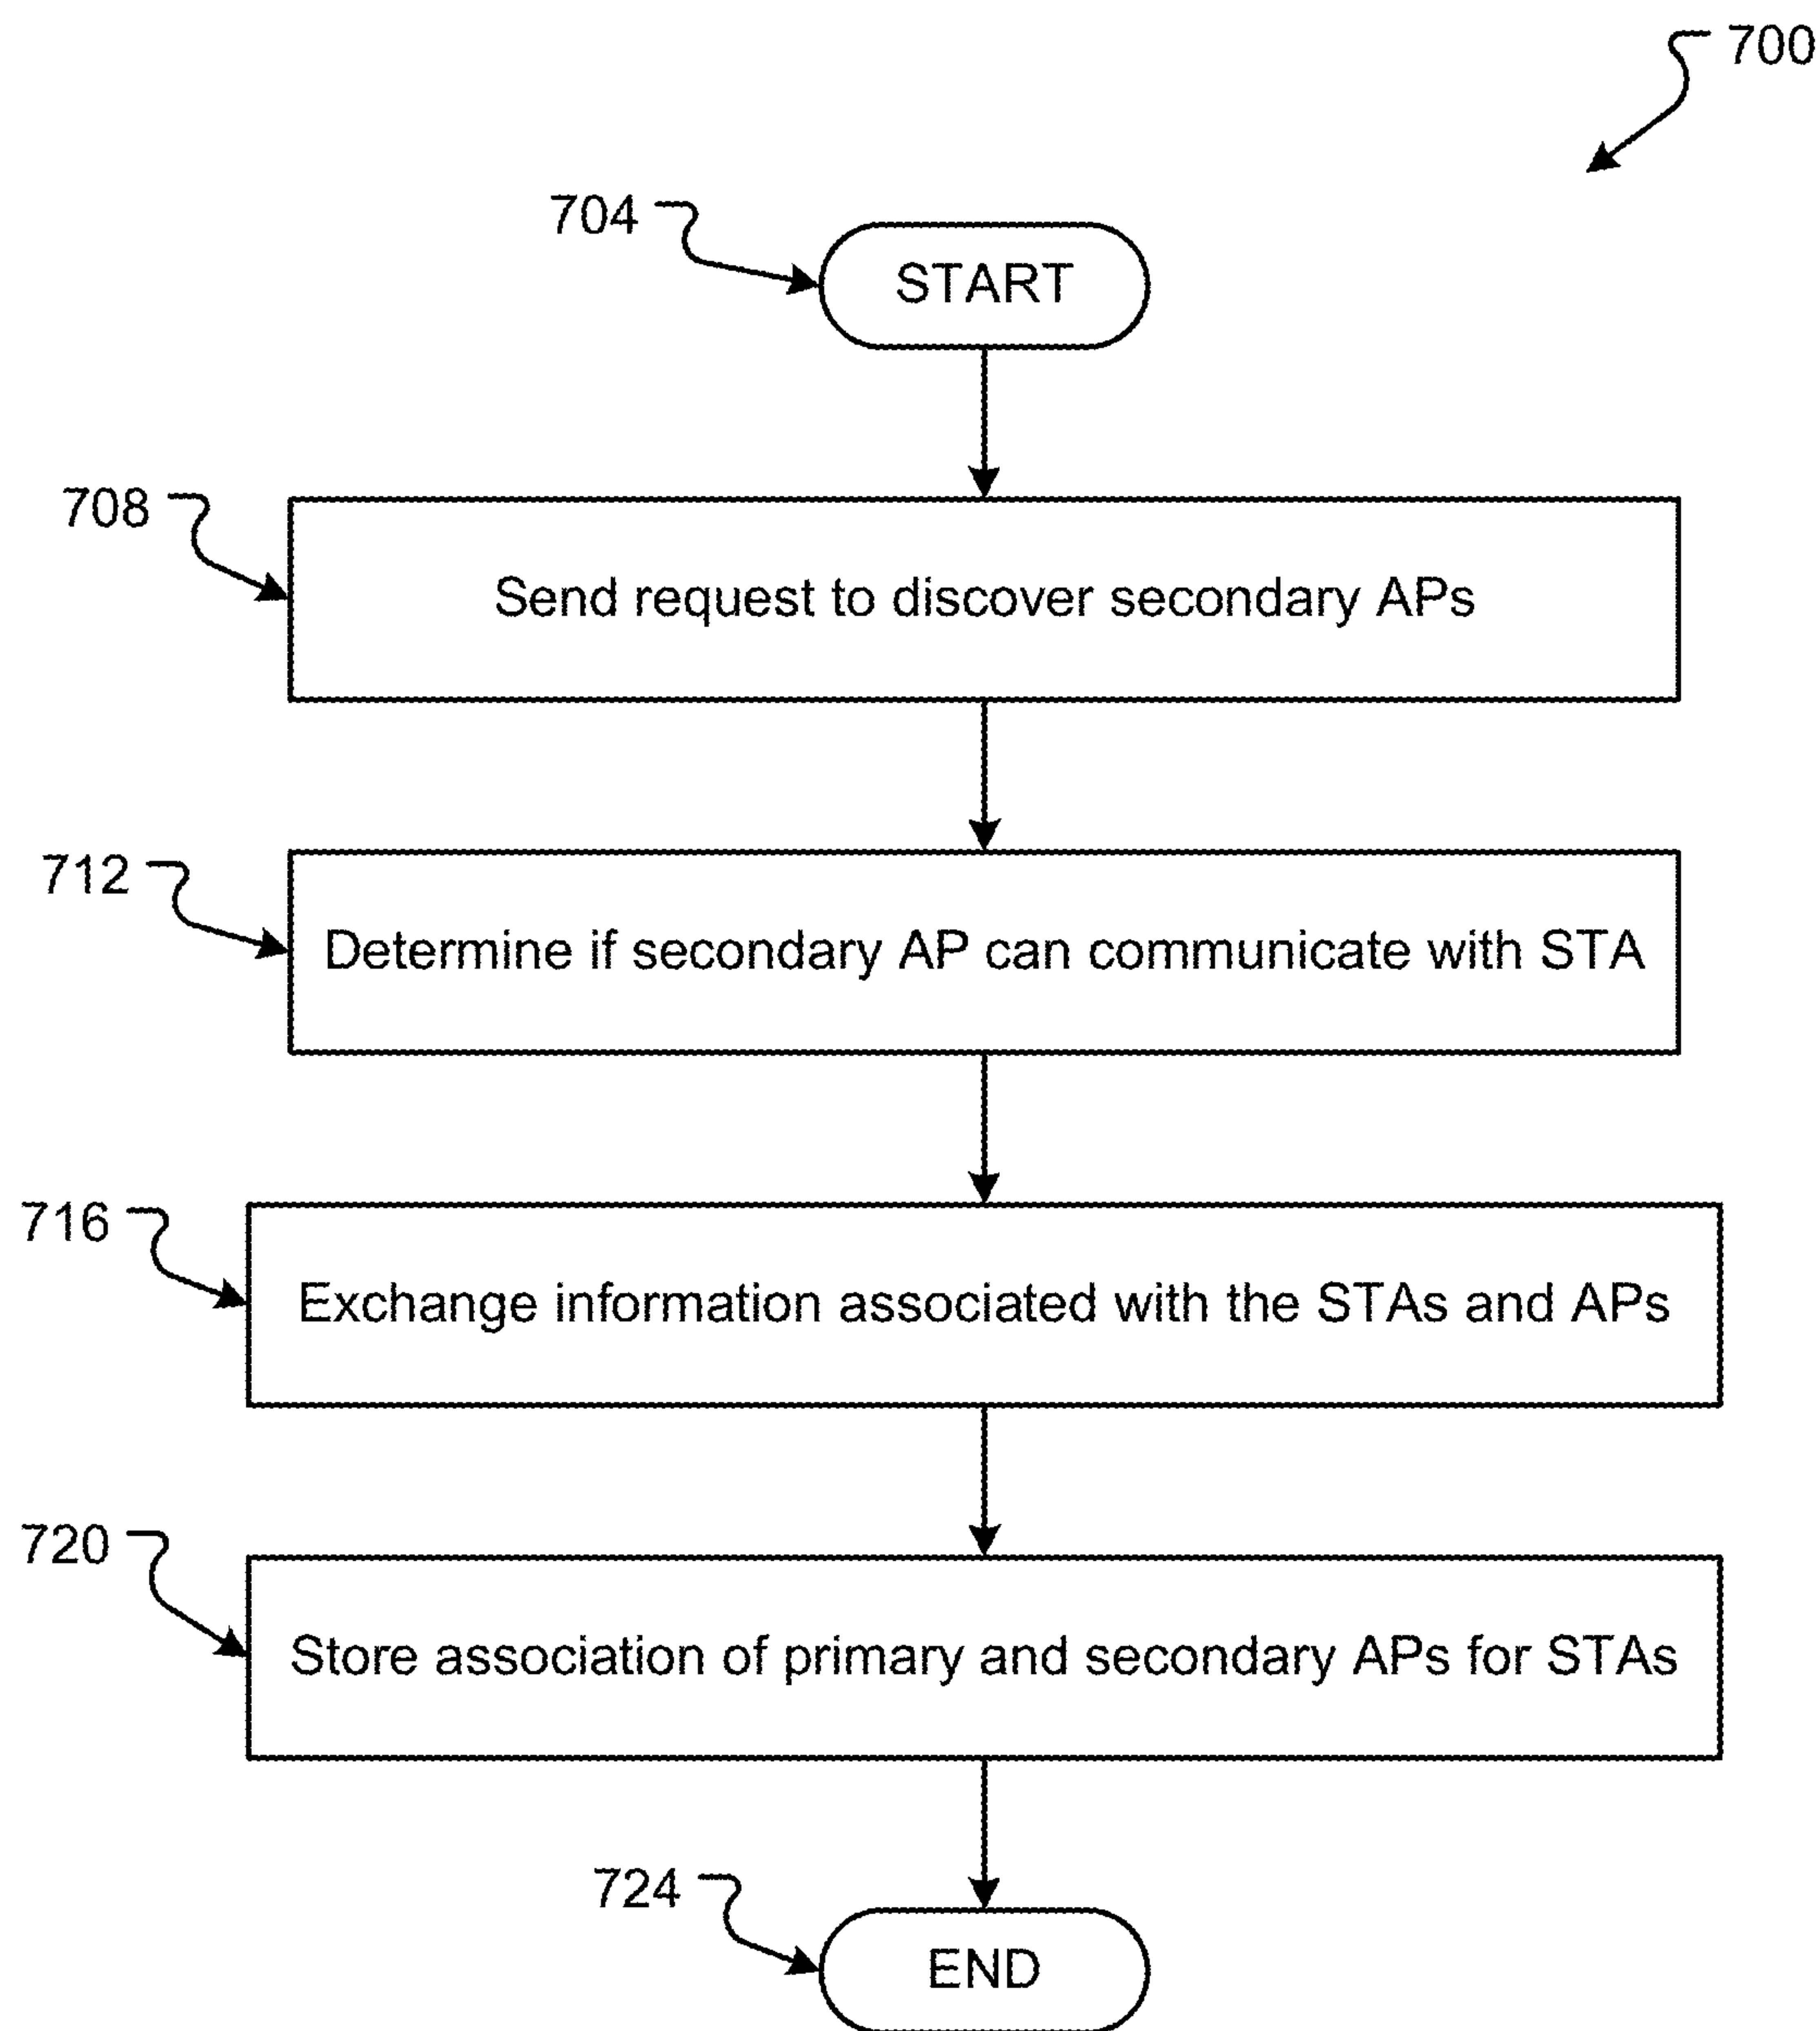 700
704
START
708
Send request to discover secondary APs
712
Determine if secondary AP can communicate with STA
716
Exchange information associated with the STAs and APs
720
Store association of primary and secondary APs for STAs
724
END